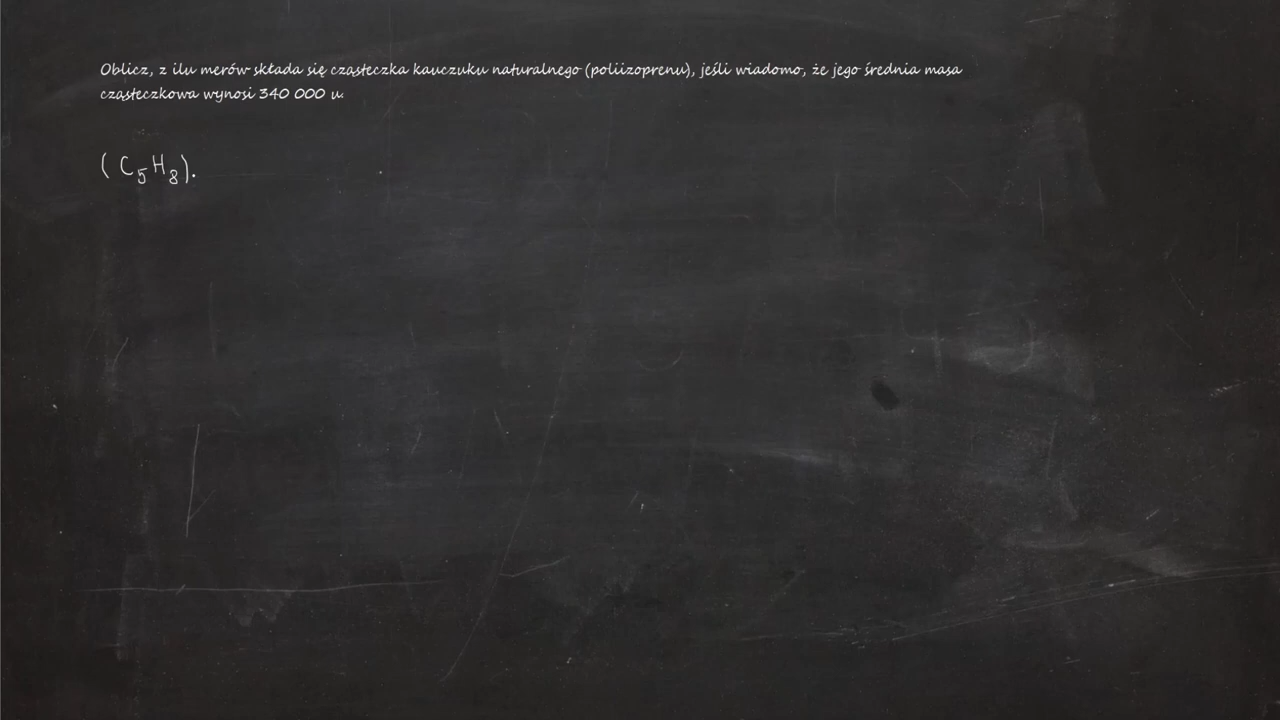 Oblicz, z ilu merów składa się cząsteczka kauczuku naturalnego (poliizoprenu), jeśli wiadomo, że jego średnia masa
cząsteczkowa wynosi 340 000 u.
(C₅H₈).